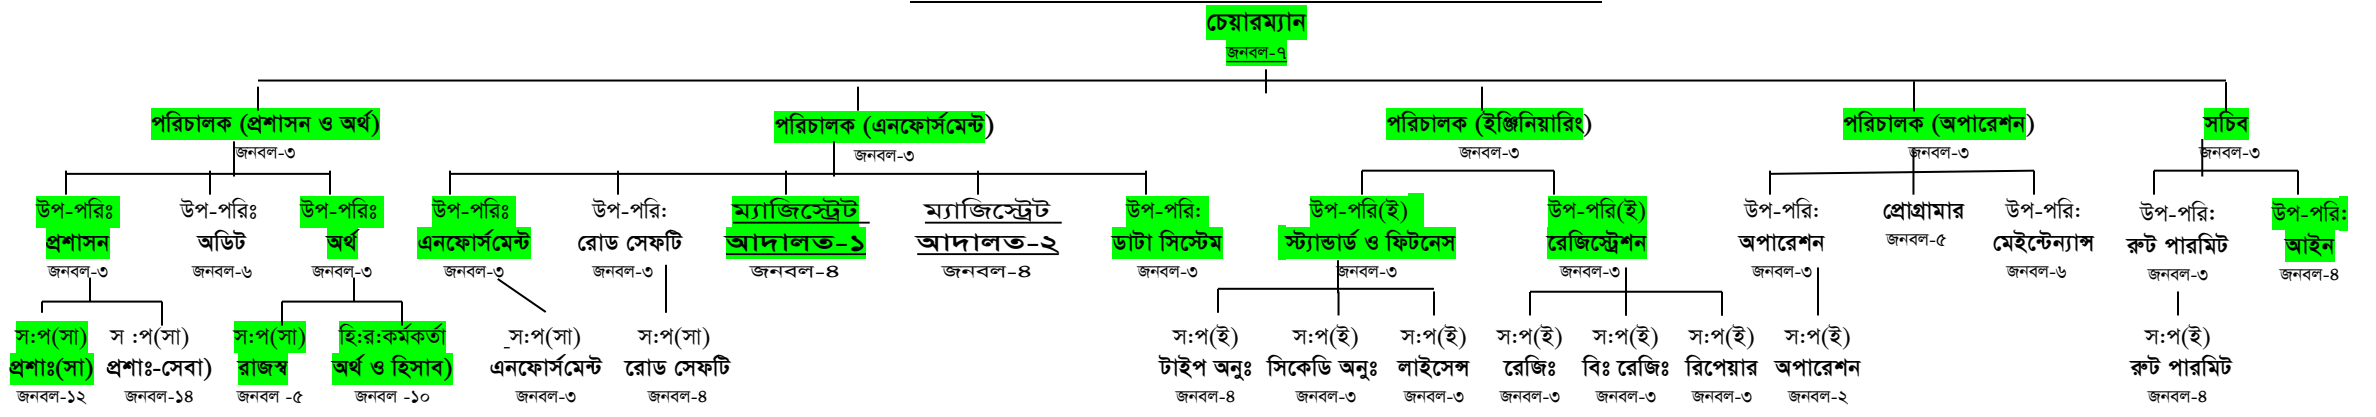 চেয়ারম্যান
জনবল-৭
পরিচালক (প্রশাসন ও অর্থ)
জনবল-৩
পরিচালক (এনফোর্সমেন্ট)
জনবল-৩
পরিচালক (ইঞ্জিনিয়ারিং)
জনবল-৩
পরিচালক (অপারেশন)
জনবল-৩
সচিব
জনবল-৩
উপ-পরিঃ
প্রশাসন
জনবল-৩
উপ-পরিঃ
অডিট
জনবল-৬
উপ-পরিঃ
অর্থ
জনবল-৩
উপ-পরিঃ
এনফোর্সমেন্ট
জনবল-৩
উপ-পরি:
রোড সেফটি
জনবল-৩
ম্যাজিস্ট্রেট
আদালত-১
জনবল-৪
ম্যাজিস্ট্রেট
আদালত-২
জনবল-৪
উপ-পরি:
ডাটা সিস্টেম
জনবল-৩
উপ-পরি(ই)
স্ট্যান্ডার্ড ও ফিটনেস
জনবল-৩
উপ-পরি(ই)
রেজিস্ট্রেশন
জনবল-৩
উপ-পরি:
অপারেশন
জনবল-৩
প্রোগ্রামার
জনবল-৫
উপ-পরি:
মেইন্টেন্যান্স
জনবল-৬
উপ-পরি:
রুট পারমিট
জনবল-৩
উপ-পরি:
আইন
জনবল-৪
স:প(সা)
প্রশাঃ(সা)
জনবল-১২
স :প(সা)
প্রশাঃ-সেবা)
জনবল-১৪
স:প(সা)
রাজস্ব
জনবল -৫
হি:র:কর্মকর্তা
অর্থ ও হিসাব)
জনবল -১০
স:প(সা)
এনফোর্সমেন্ট
জনবল-৩
স:প(সা)
রোড সেফটি
জনবল-৪
স:প(ই)
টাইপ অনুঃ
জনবল-৪
স:প(ই)
সিকেডি অনুঃ
জনবল-৩
স:প(ই)
লাইসেন্স
জনবল-৩
স:প(ই)
রেজিঃ
জনবল-৩
স:প(ই)
বিঃ রেজিঃ
জনবল-৩
স:প(ই)
রিপেয়ার
জনবল-৩
স:প(ই)
অপারেশন
জনবল-২
স:প(ই)
রুট পারমিট
জনবল-৪